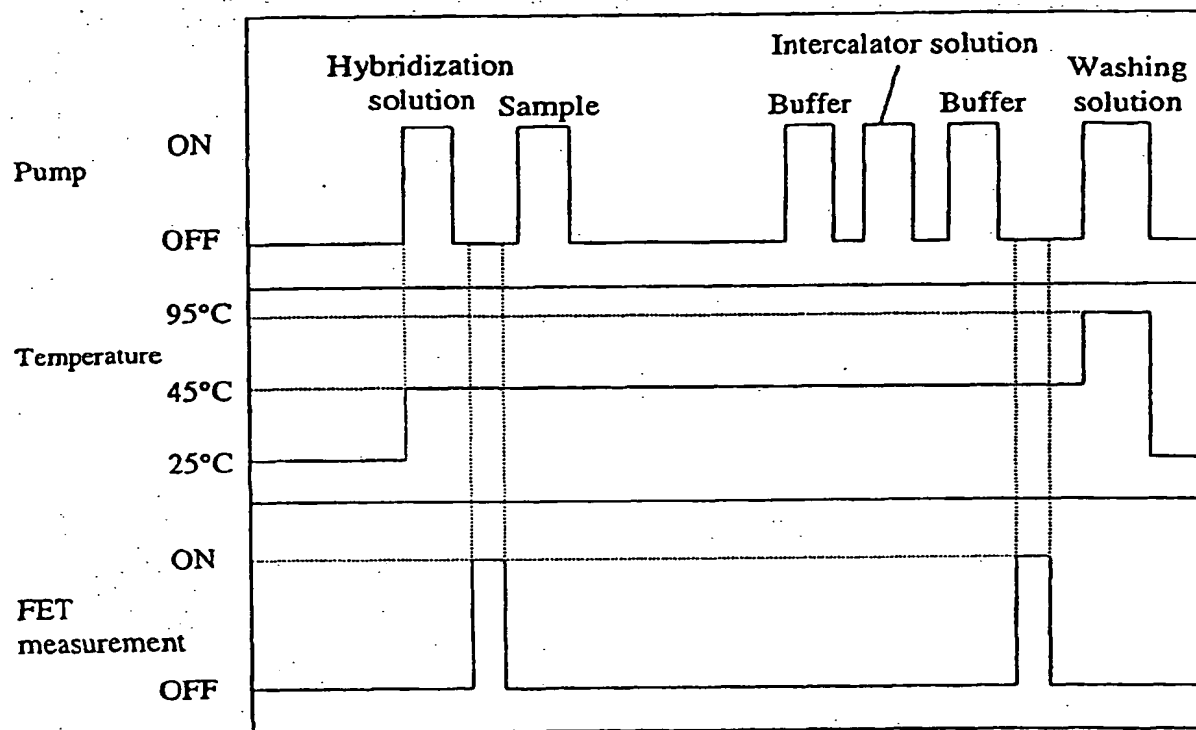 Intercalator solution
Hybridization
solution
Sample
Buffer
Buffer
Washing
solution
Pump
ON
OFF
Temperature
95°C
45°C
25°C
FET
measurement
ON
OFF